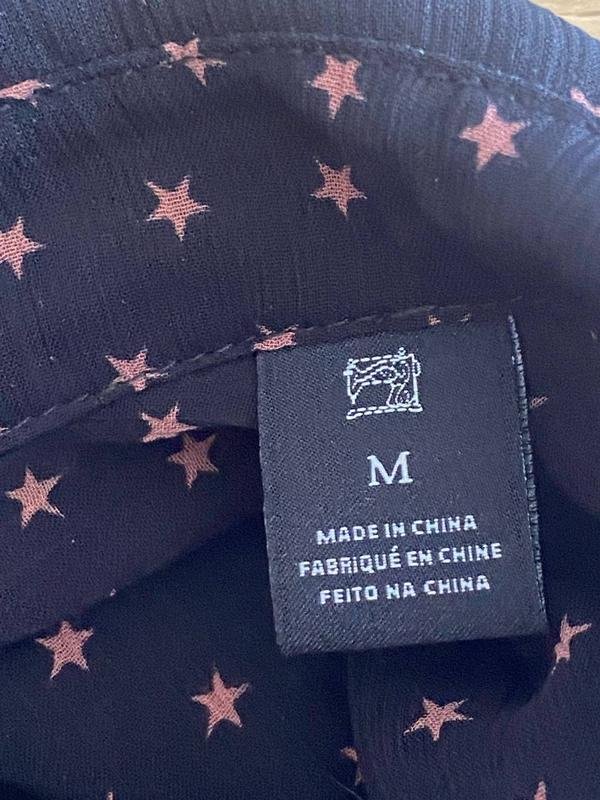 M
MADE IN CHINA
FABRIQUÉ EN CHINE
FEITO NA CHINA